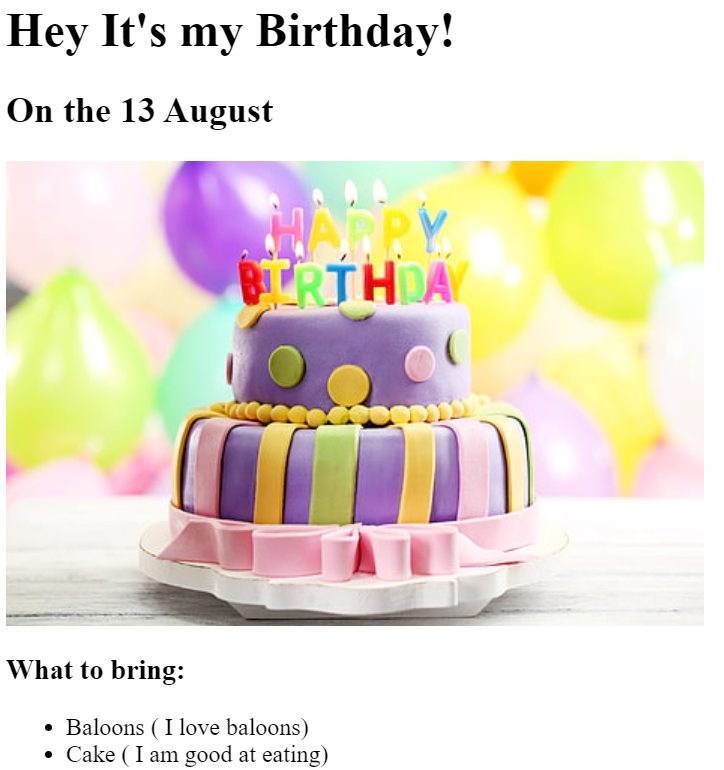 Hey It's my Birthday!
On the 13 August
HAPPY
BIRTHDAY
What to bring:
Baloons ( I love baloons)
Cake ( I am good at eating)